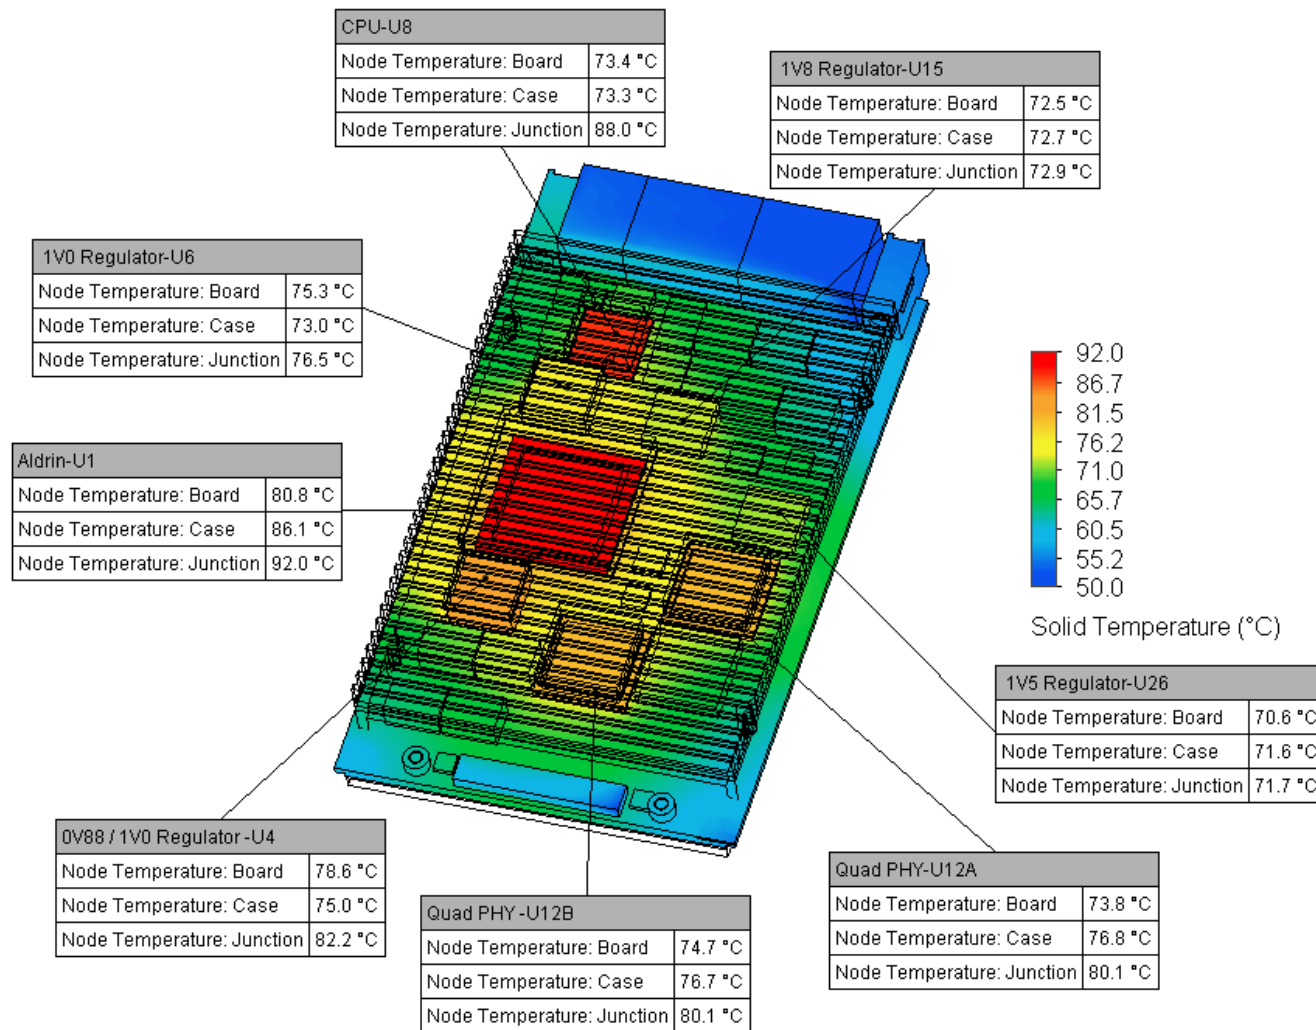 CPU-U8
Node Temperature: Board 73.4 °C
Node Temperature: Case 73.3 °C
Node Temperature: Junction 88.0 °C
1V8 Regulator-U15
Node Temperature: Board 72.5 °C
Node Temperature: Case 72.7 °C
Node Temperature: Junction 72.9 °C
1V0 Regulator-U6
Node Temperature: Board 75.3 °C
Node Temperature: Case 73.0 °C
Node Temperature: Junction 76.5 °C
Aldrin-U1
Node Temperature: Board 80.8 °C
Node Temperature: Case 86.1 °C
Node Temperature: Junction 92.0 °C
92.0
86.7
81.5
76.2
71.0
65.7
60.5
55.2
50.0
Solid Temperature (°C)
1V5 Regulator-U26
Node Temperature: Board 70.6 °C
Node Temperature: Case 71.6 °C
Node Temperature: Junction 71.7 °C
0V88 / 1V0 Regulator -U4
Node Temperature: Board 78.6 °C
Node Temperature: Case 75.0 °C
Node Temperature: Junction 82.2 °C
Quad PHY -U12B
Node Temperature: Board 74.7 °C
Node Temperature: Case 76.7 °C
Node Temperature: Junction 80.1 °C
Quad PHY-U12A
Node Temperature: Board 73.8 °C
Node Temperature: Case 76.8 °C
Node Temperature: Junction 80.1 °C